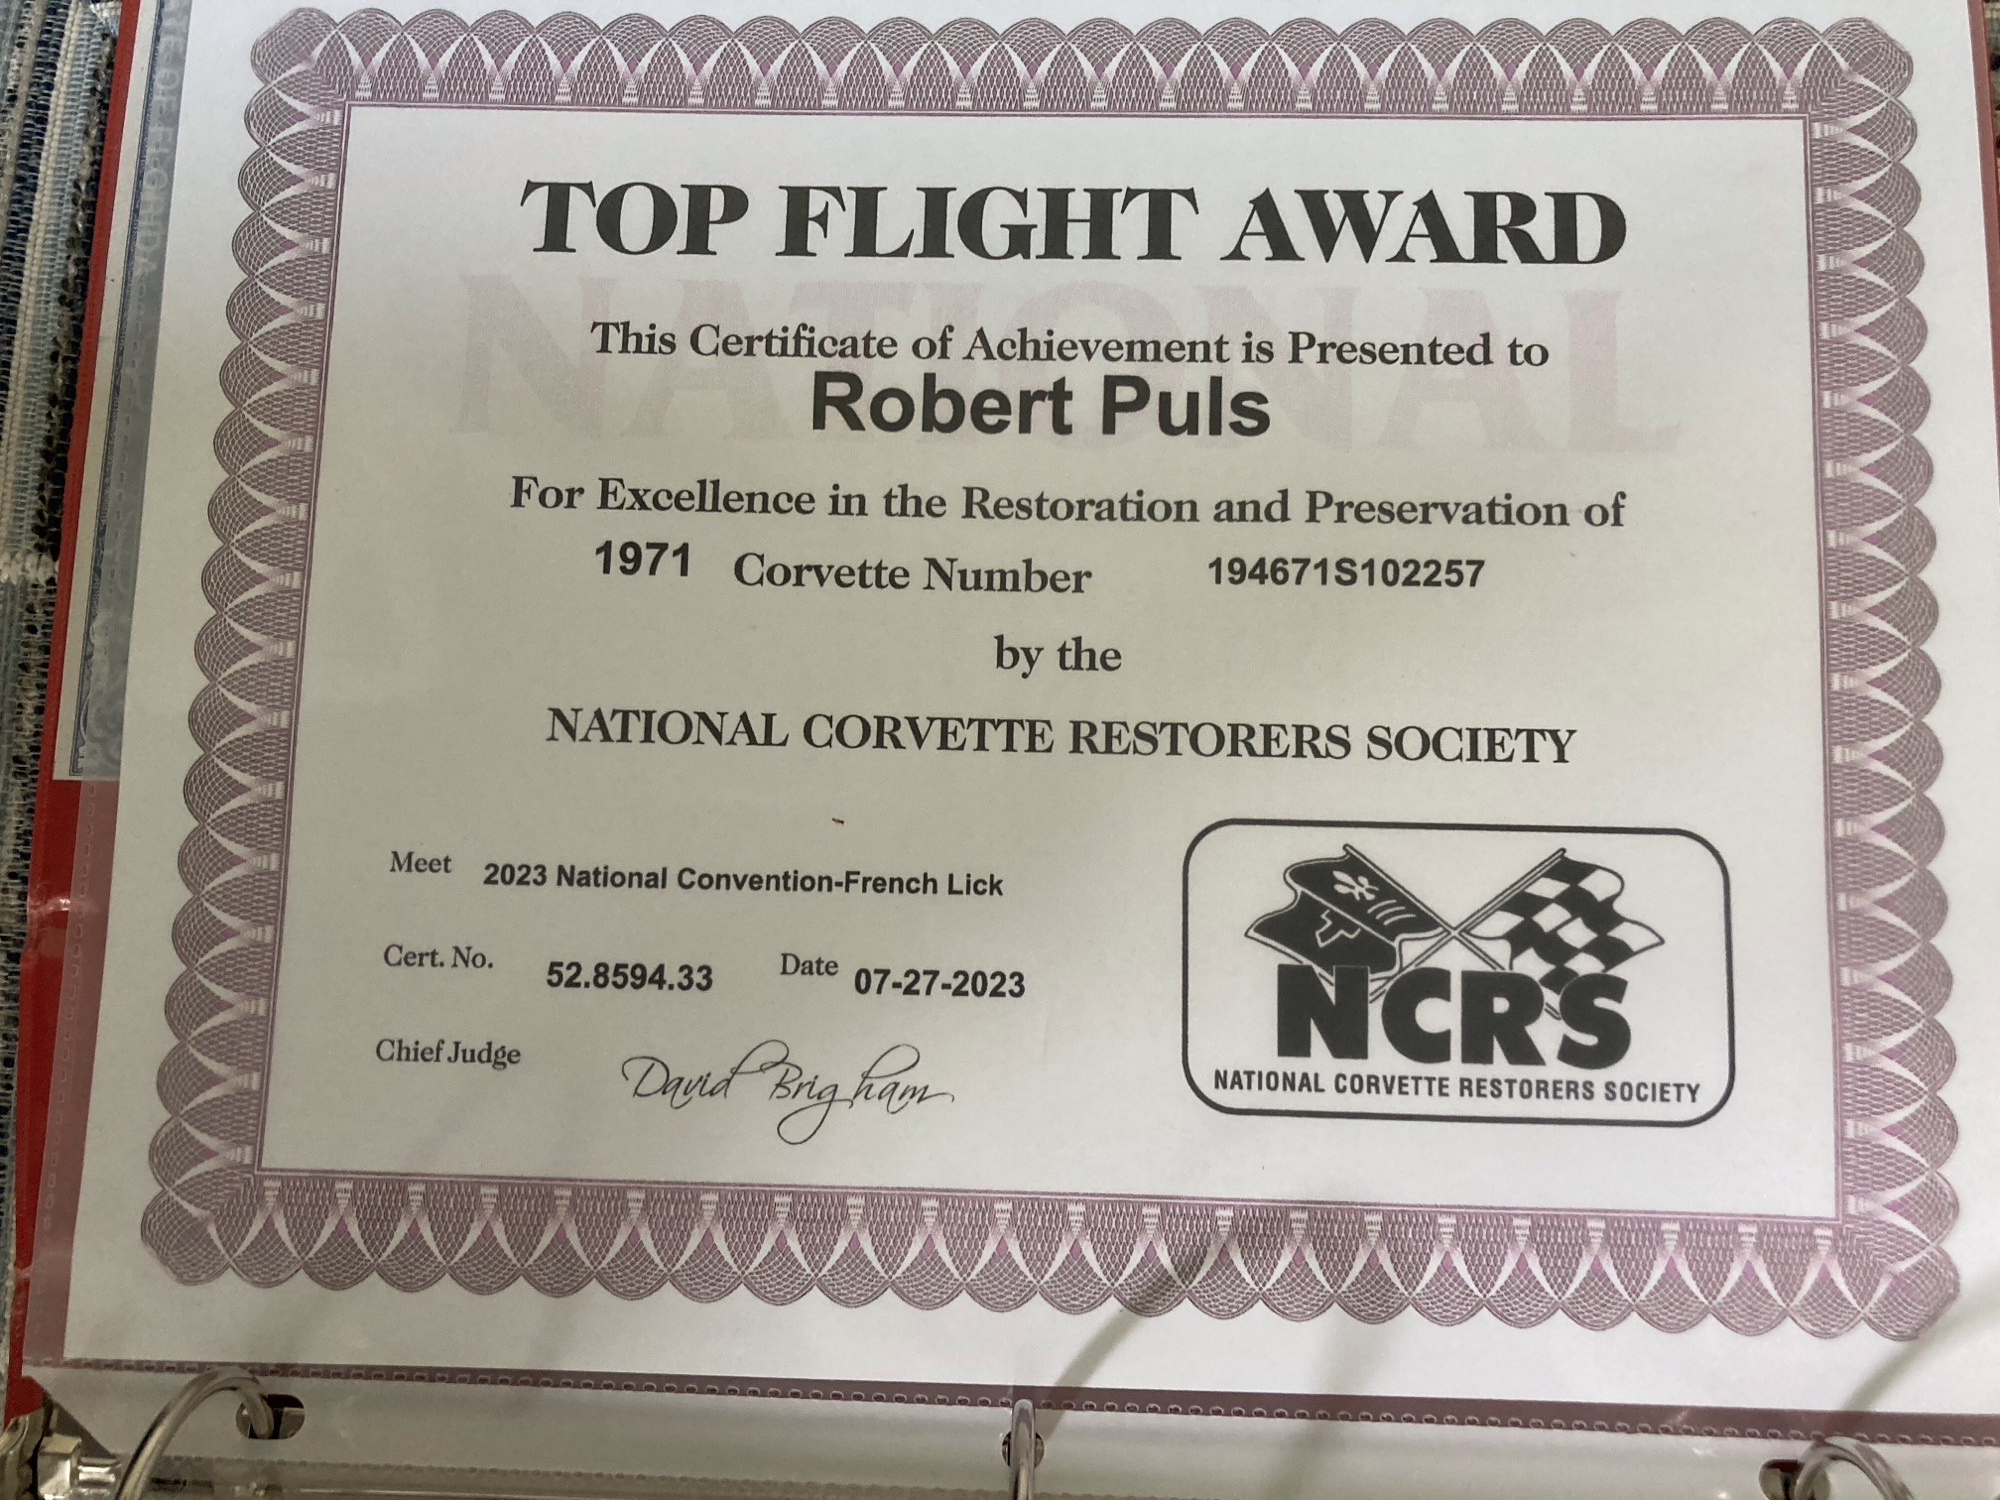 TOP FLIGHT AWARD
NATIONAL
This Certificate of Achievement is Presented to
Robert Puls
For Excellence in the Restoration and Preservation of
1971 Corvette Number 194671S102257
by the
NATIONAL CORVETTE RESTORERS SOCIETY
Meet 2023 National Convention-French Lick
Cert. No. 52.8594.33 Date 07-27-2023
Chief Judge David Brigham
NCRS
NATIONAL CORVETTE RESTORERS SOCIETY